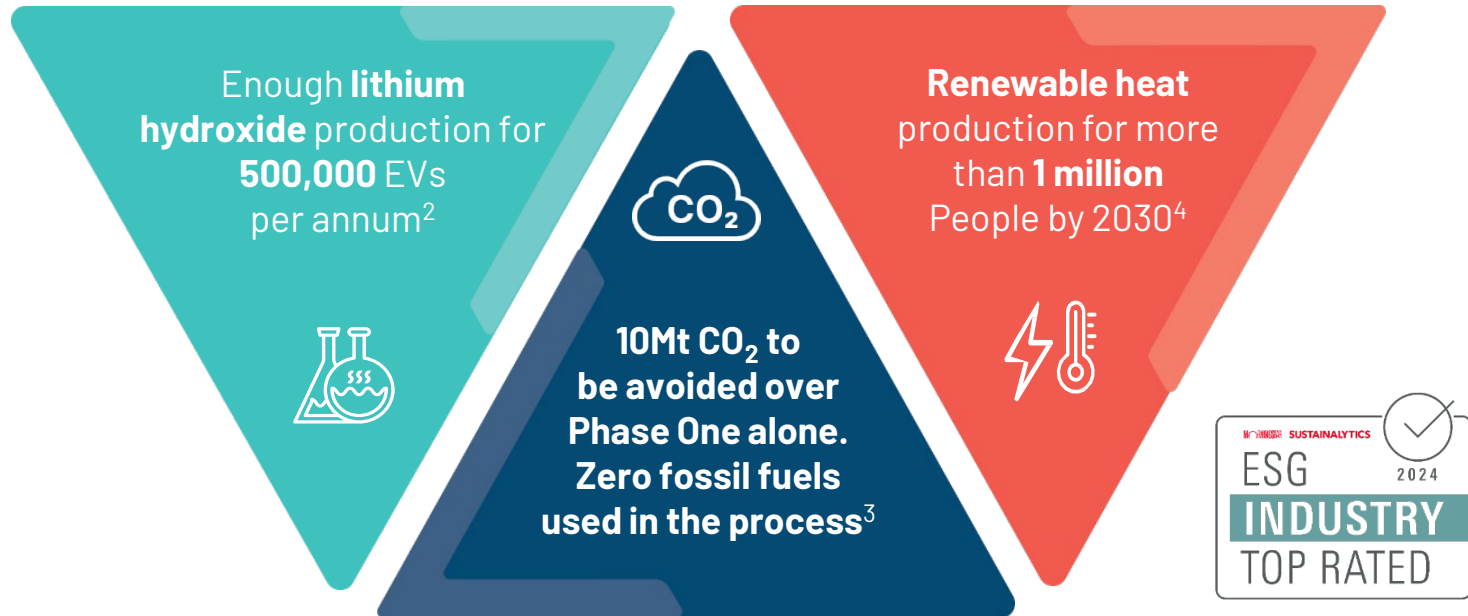 Enough lithium
hydroxide production for
500,000 EVs
per annum²
CO₂
10Mt CO₂ to
be avoided over
Phase One alone.
Zero fossil fuels
used in the process³
Renewable heat
production for more
than 1 million
People by 2030⁴
SUSTAINALYTICS
ESG
2024
INDUSTRY
TOP RATED